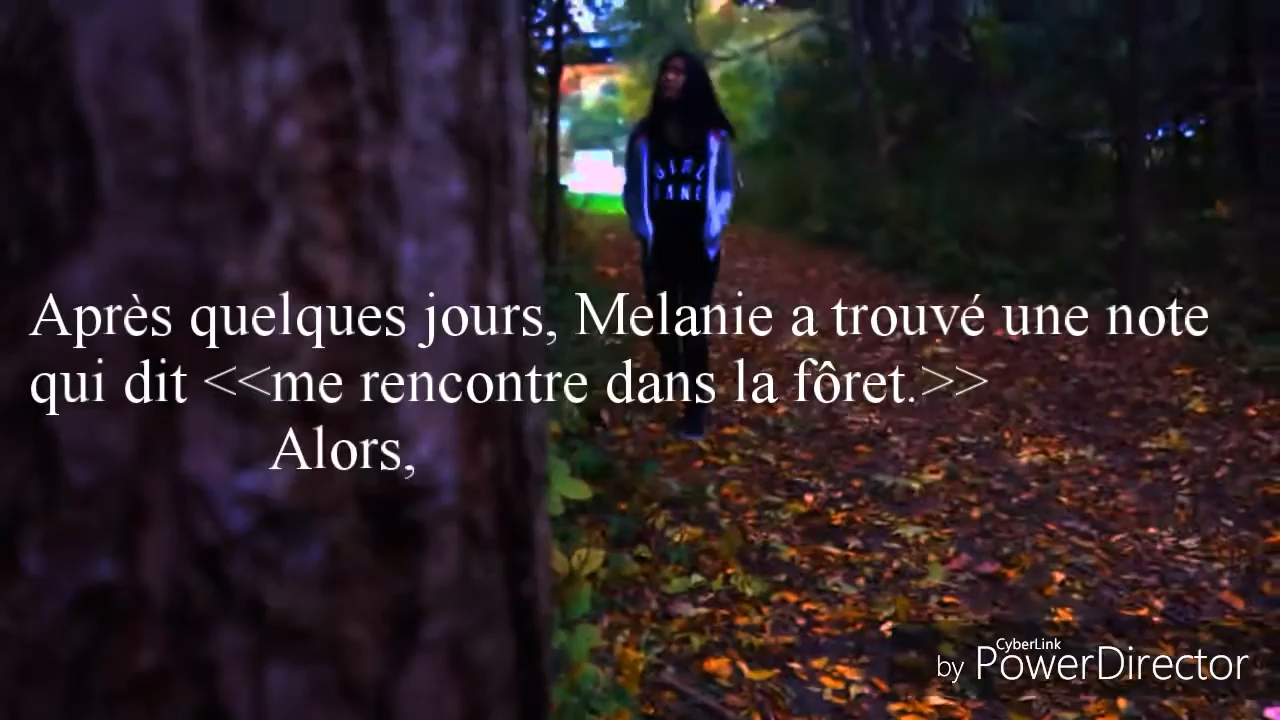 Après quelques jours, Melanie a trouvé une note
qui dit <<me rencontre dans la fôret.>>
Alors,
CyberLink
by PowerDirector